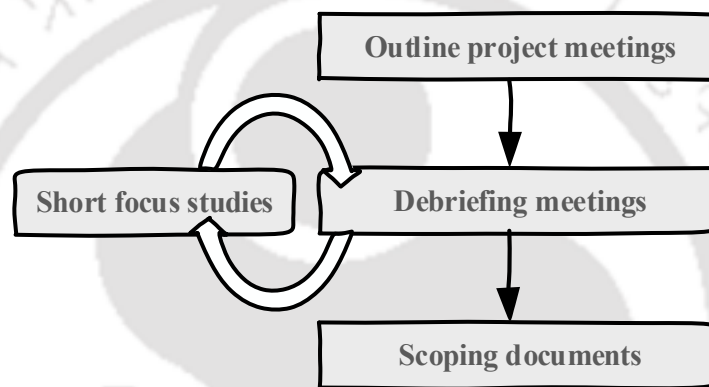 Outline project meetings
Short focus studies
Debriefing meetings
Scoping documents